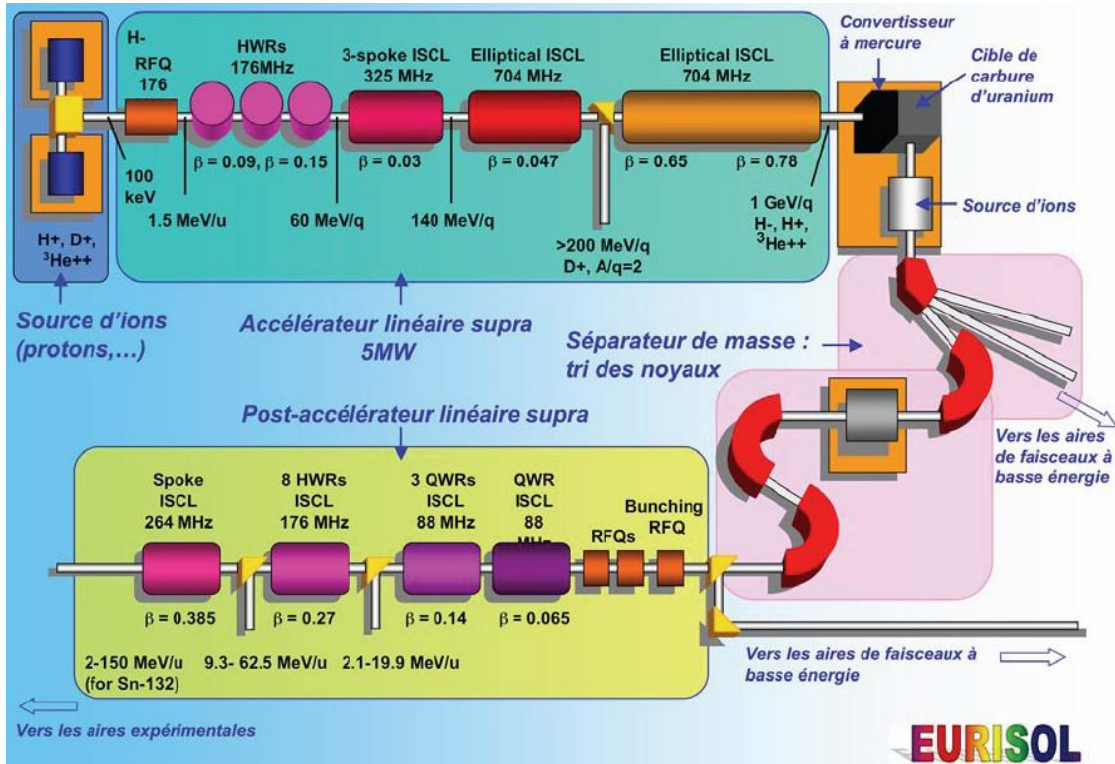 H-
RFQ
176
HWRs
176MHz
3-spoke ISCL
325 MHz
Elliptical ISCL
704 MHz
Elliptical ISCL
704 MHz
Convertisseur
à mercure
Cible de
carbure
d'uranium
β = 0.09, β = 0.15
β = 0.03
β = 0.047
β = 0.65
β = 0.78
100
keV
1.5 MeV/u
60 MeV/q
140 MeV/q
>200 MeV/q
D+, A/q=2
1 GeV/q
H-, H+,
³He++
Source d'ions
H+, D+,
³He++
Source d'ions
(protons,...)
Accélérateur linéaire supra
5MW
Séparateur de masse :
tri des noyaux
Vers les aires
de faisceaux à
basse énergie
Post-accélérateur linéaire supra
Spoke
ISCL
264 MHz
8 HWRs
ISCL
176 MHz
3 QWRs
ISCL
88 MHz
QWR
ISCL
88
MHz
RFQs
Bunching
RFQ
β = 0.385
β = 0.27
β = 0.14
β = 0.065
2-150 MeV/u
(for Sn-132)
9.3- 62.5 MeV/u
2.1-19.9 MeV/u
Vers les aires de faisceaux à
basse énergie
Vers les aires expérimentales
EURISOL